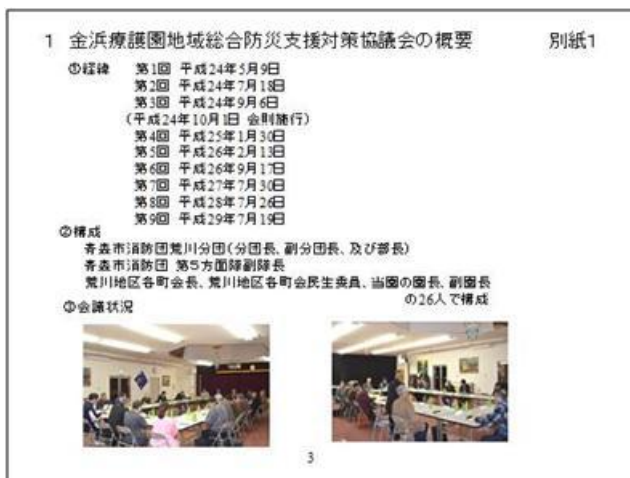 1 金浜療護園地域総合防災支援対策協議会の概要 別紙1
①経緯 第1回 平成24年5月9日
第2回 平成24年7月18日
第3回 平成24年9月6日
(平成24年10月1日 会則施行)
第4回 平成25年1月30日
第5回 平成26年2月13日
第6回 平成26年9月17日
第7回 平成27年7月30日
第8回 平成28年7月26日
第9回 平成29年7月19日
②構成
青森市消防団荒川分団(分団長、副分団長、及び部長)
青森市消防団 第5方面隊副隊長
荒川地区各町会長、荒川地区各町会民生委員、当園の園長、副園長
の26人で構成
③会議状況
3